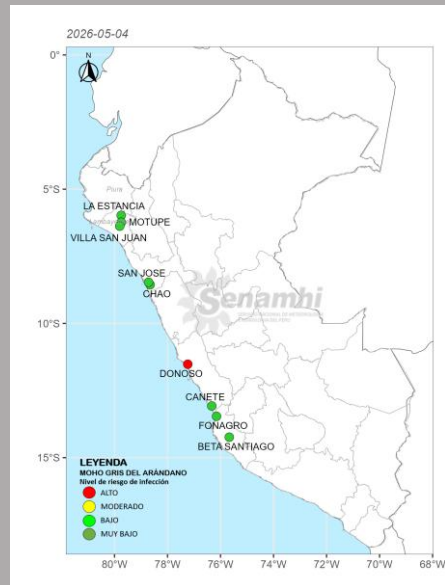 2026-05-04
N
0°
5°S
10°S
15°S
Piura
LA ESTANCIA
MOTUPE
VILLA SAN JUAN
SAN JOSE
CHAO
Senamhi
DONOSO
CANETE
FONAGRO
BETA SANTIAGO
LEYENDA
MOHO GRIS DEL ARÁNDANO
Nivel de riesgo de infección
ALTO
MODERADO
BAJO
MUY BAJO
80°W 78°W 76°W 74°W 72°W 70°W 68°W